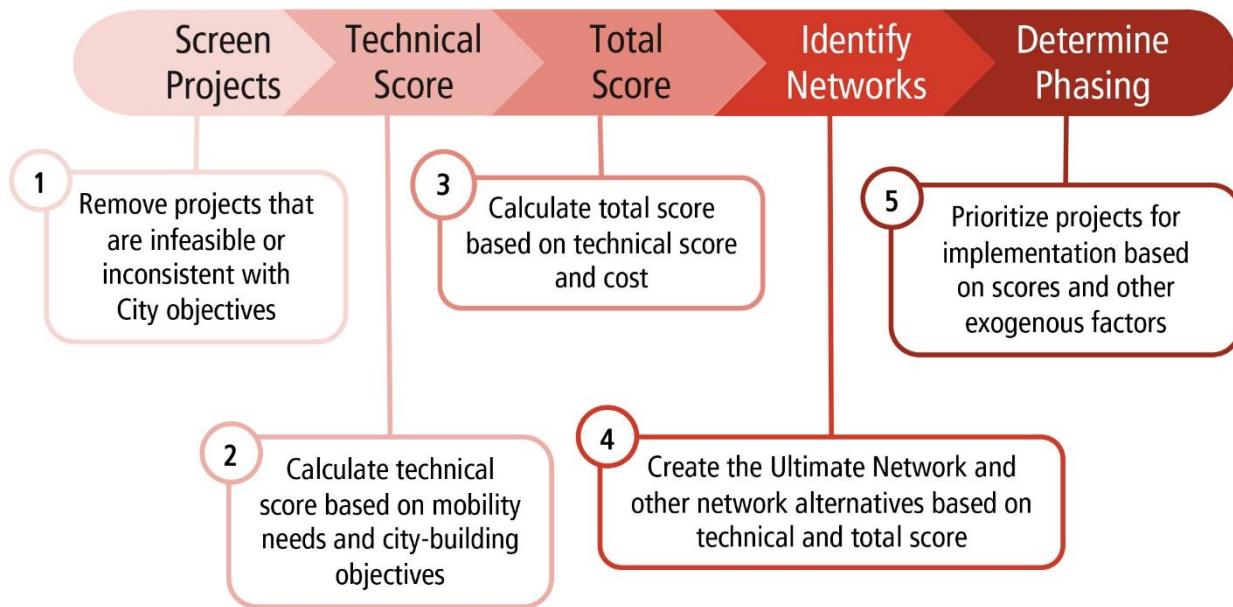 Screen
Projects
Technical
Score
Total
Score
Identify
Networks
Determine
Phasing
1
Remove projects that
are infeasible or
inconsistent with
City objectives
2
Calculate technical
score based on mobility
needs and city-building
objectives
3
Calculate total score
based on technical score
and cost
4
Create the Ultimate Network and
other network alternatives based on
technical and total score
5
Prioritize projects for
implementation based
on scores and other
exogenous factors